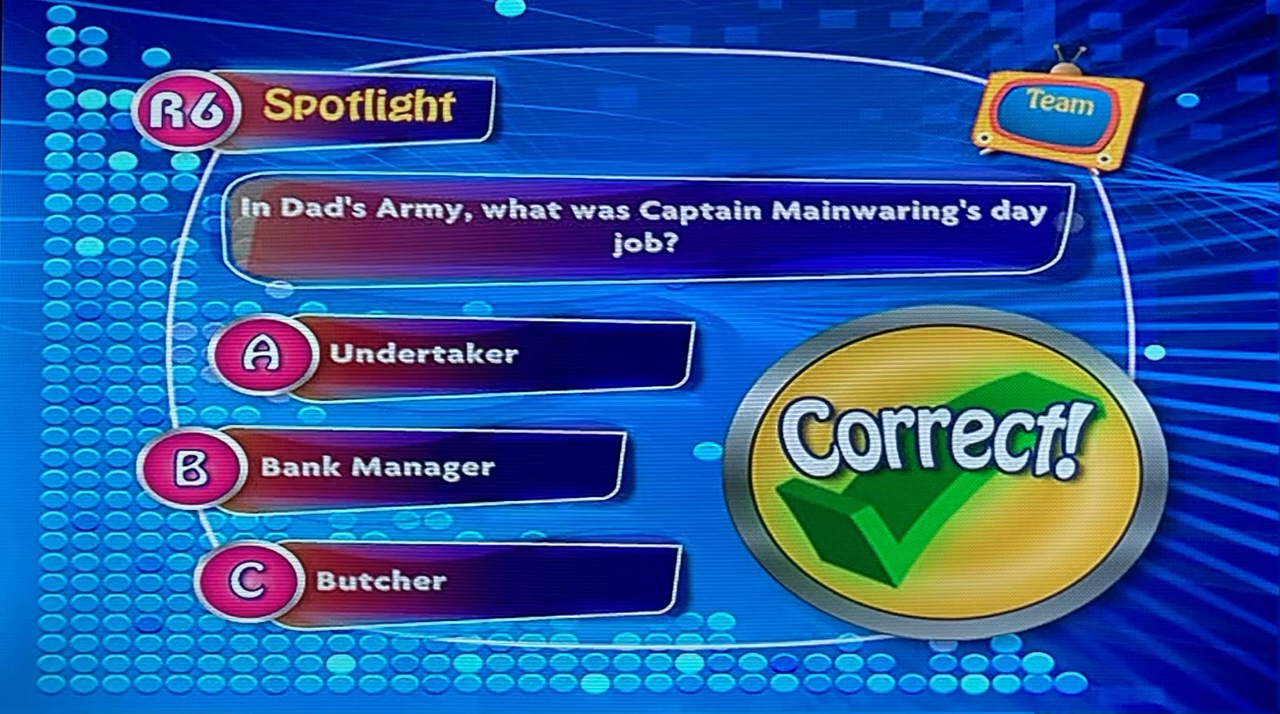 R6 Spotlight
Team
In Dad's Army, what was Captain Mainwaring's day
job?
A Undertaker
B Bank Manager
C Butcher
Correct!